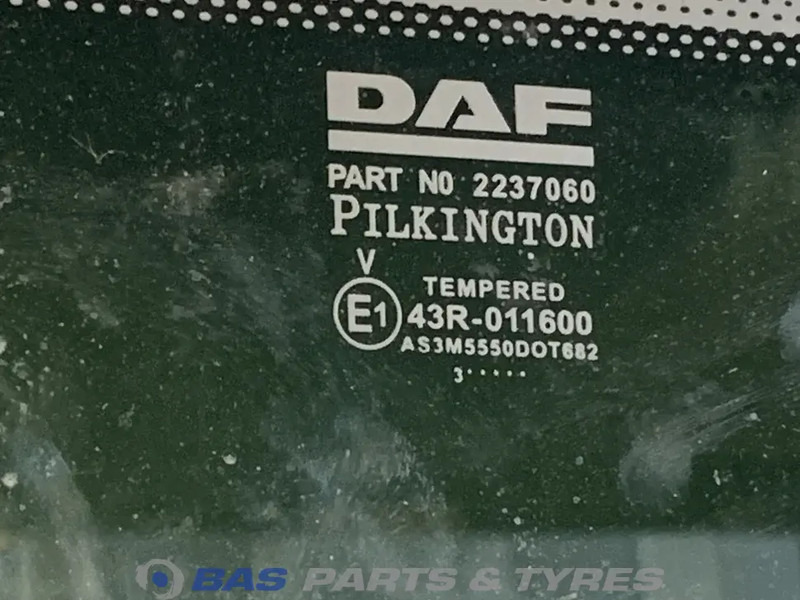 DAF
PART NO 2237060
PILKINGTON
V
TEMPERED
E1 43R-011600
AS3M5550DOT682
3·····
BAS PARTS & TYRES